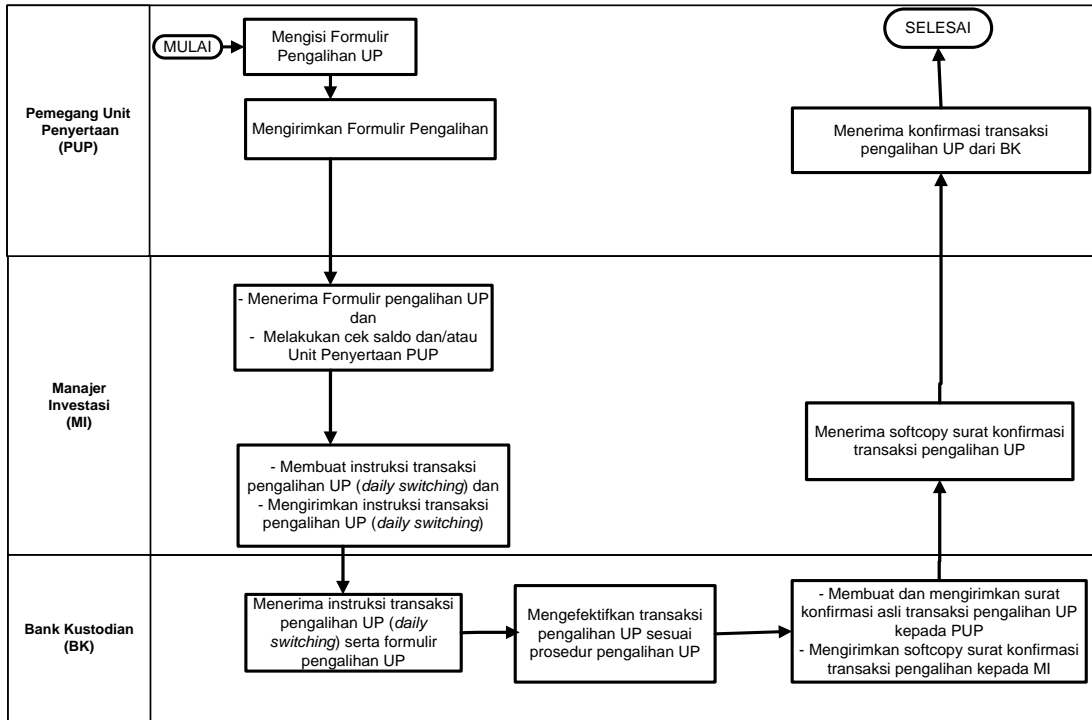 Pemegang Unit
Penyertaan
(PUP)
MULAI
Mengisi Formulir
Pengalihan UP
Mengirimkan Formulir Pengalihan
SELESAI
Menerima konfirmasi transaksi
pengalihan UP dari BK
Manajer
Investasi
(MI)
- Menerima Formulir pengalihan UP
dan
- Melakukan cek saldo dan/atau
Unit Penyertaan PUP
- Membuat instruksi transaksi
pengalihan UP (daily switching) dan
- Mengirimkan instruksi transaksi
pengalihan UP (daily switching)
Menerima softcopy surat konfirmasi
transaksi pengalihan UP
Bank Kustodian
(BK)
Menerima instruksi transaksi
pengalihan UP (daily
switching) serta formulir
pengalihan UP
Mengefektifkan transaksi
pengalihan UP sesuai
prosedur pengalihan UP
- Membuat dan mengirimkan surat
konfirmasi asli transaksi pengalihan UP
kepada PUP
- Mengirimkan softcopy surat konfirmasi
transaksi pengalihan kepada MI